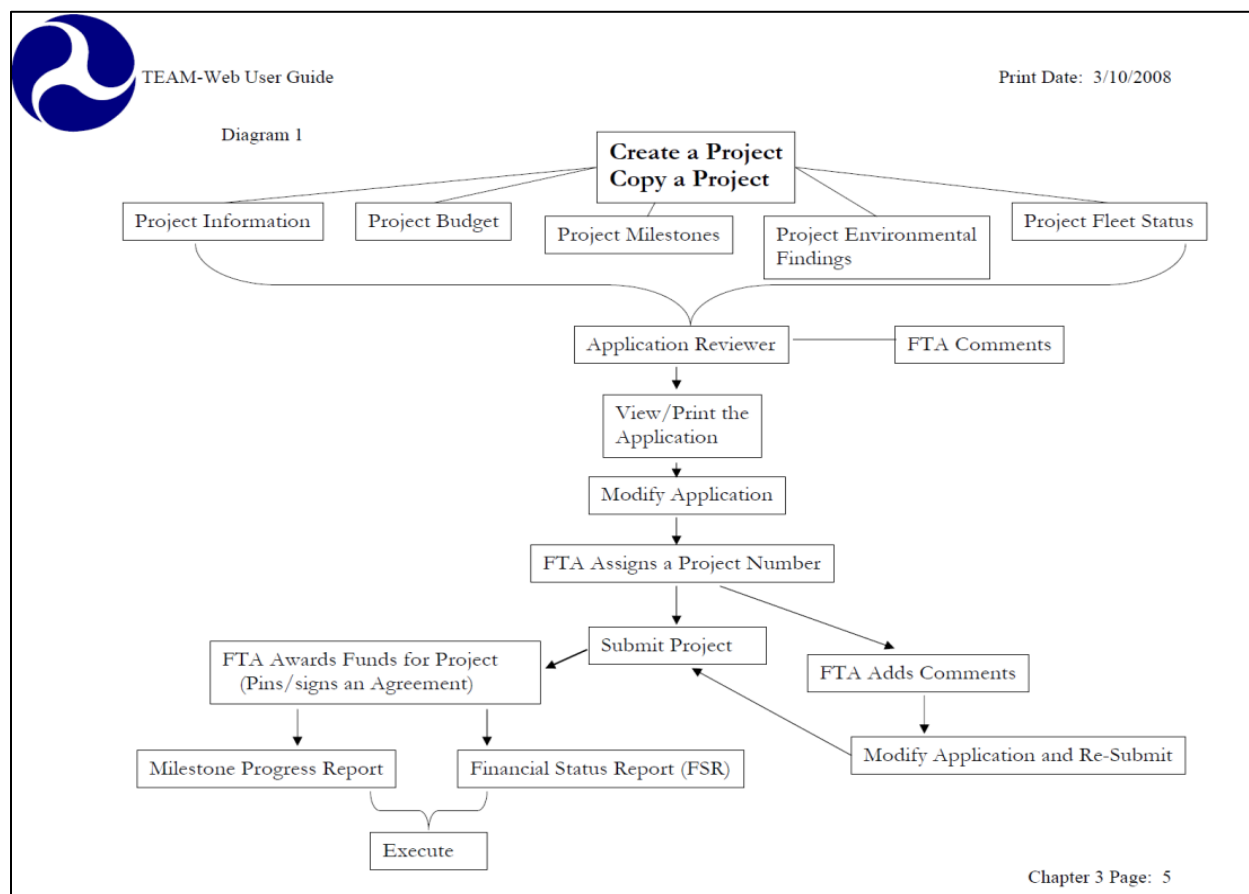 TEAM-Web User Guide
Print Date: 3/10/2008
Diagram 1
Create a Project
Copy a Project
Project Information
Project Budget
Project Milestones
Project Environmental
Findings
Project Fleet Status
Application Reviewer
FTA Comments
View/Print the
Application
Modify Application
FTA Assigns a Project Number
Submit Project
FTA Awards Funds for Project
(Pins/signs an Agreement)
FTA Adds Comments
Milestone Progress Report
Financial Status Report (FSR)
Modify Application and Re-Submit
Execute
Chapter 3 Page: 5